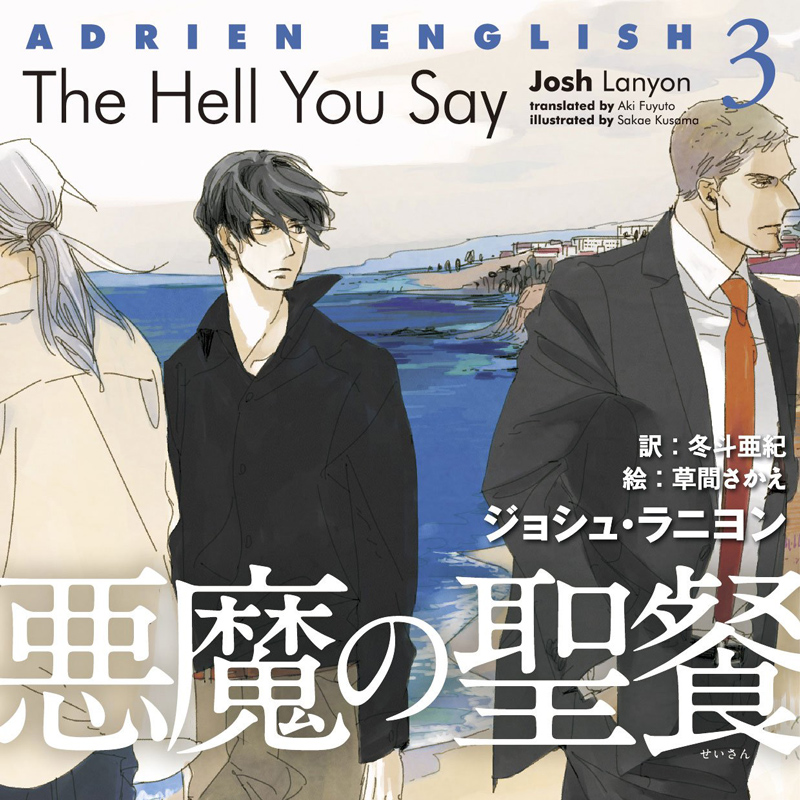 ADRIEN ENGLISH 3
The Hell You Say
Josh Lanyon
translated by Aki Fuyuto
illustrated by Sakae Kusama
訳：冬斗亜紀
絵：草間さかえ
ジョシュ・ラニヨン
悪魔の聖餐
せいさん